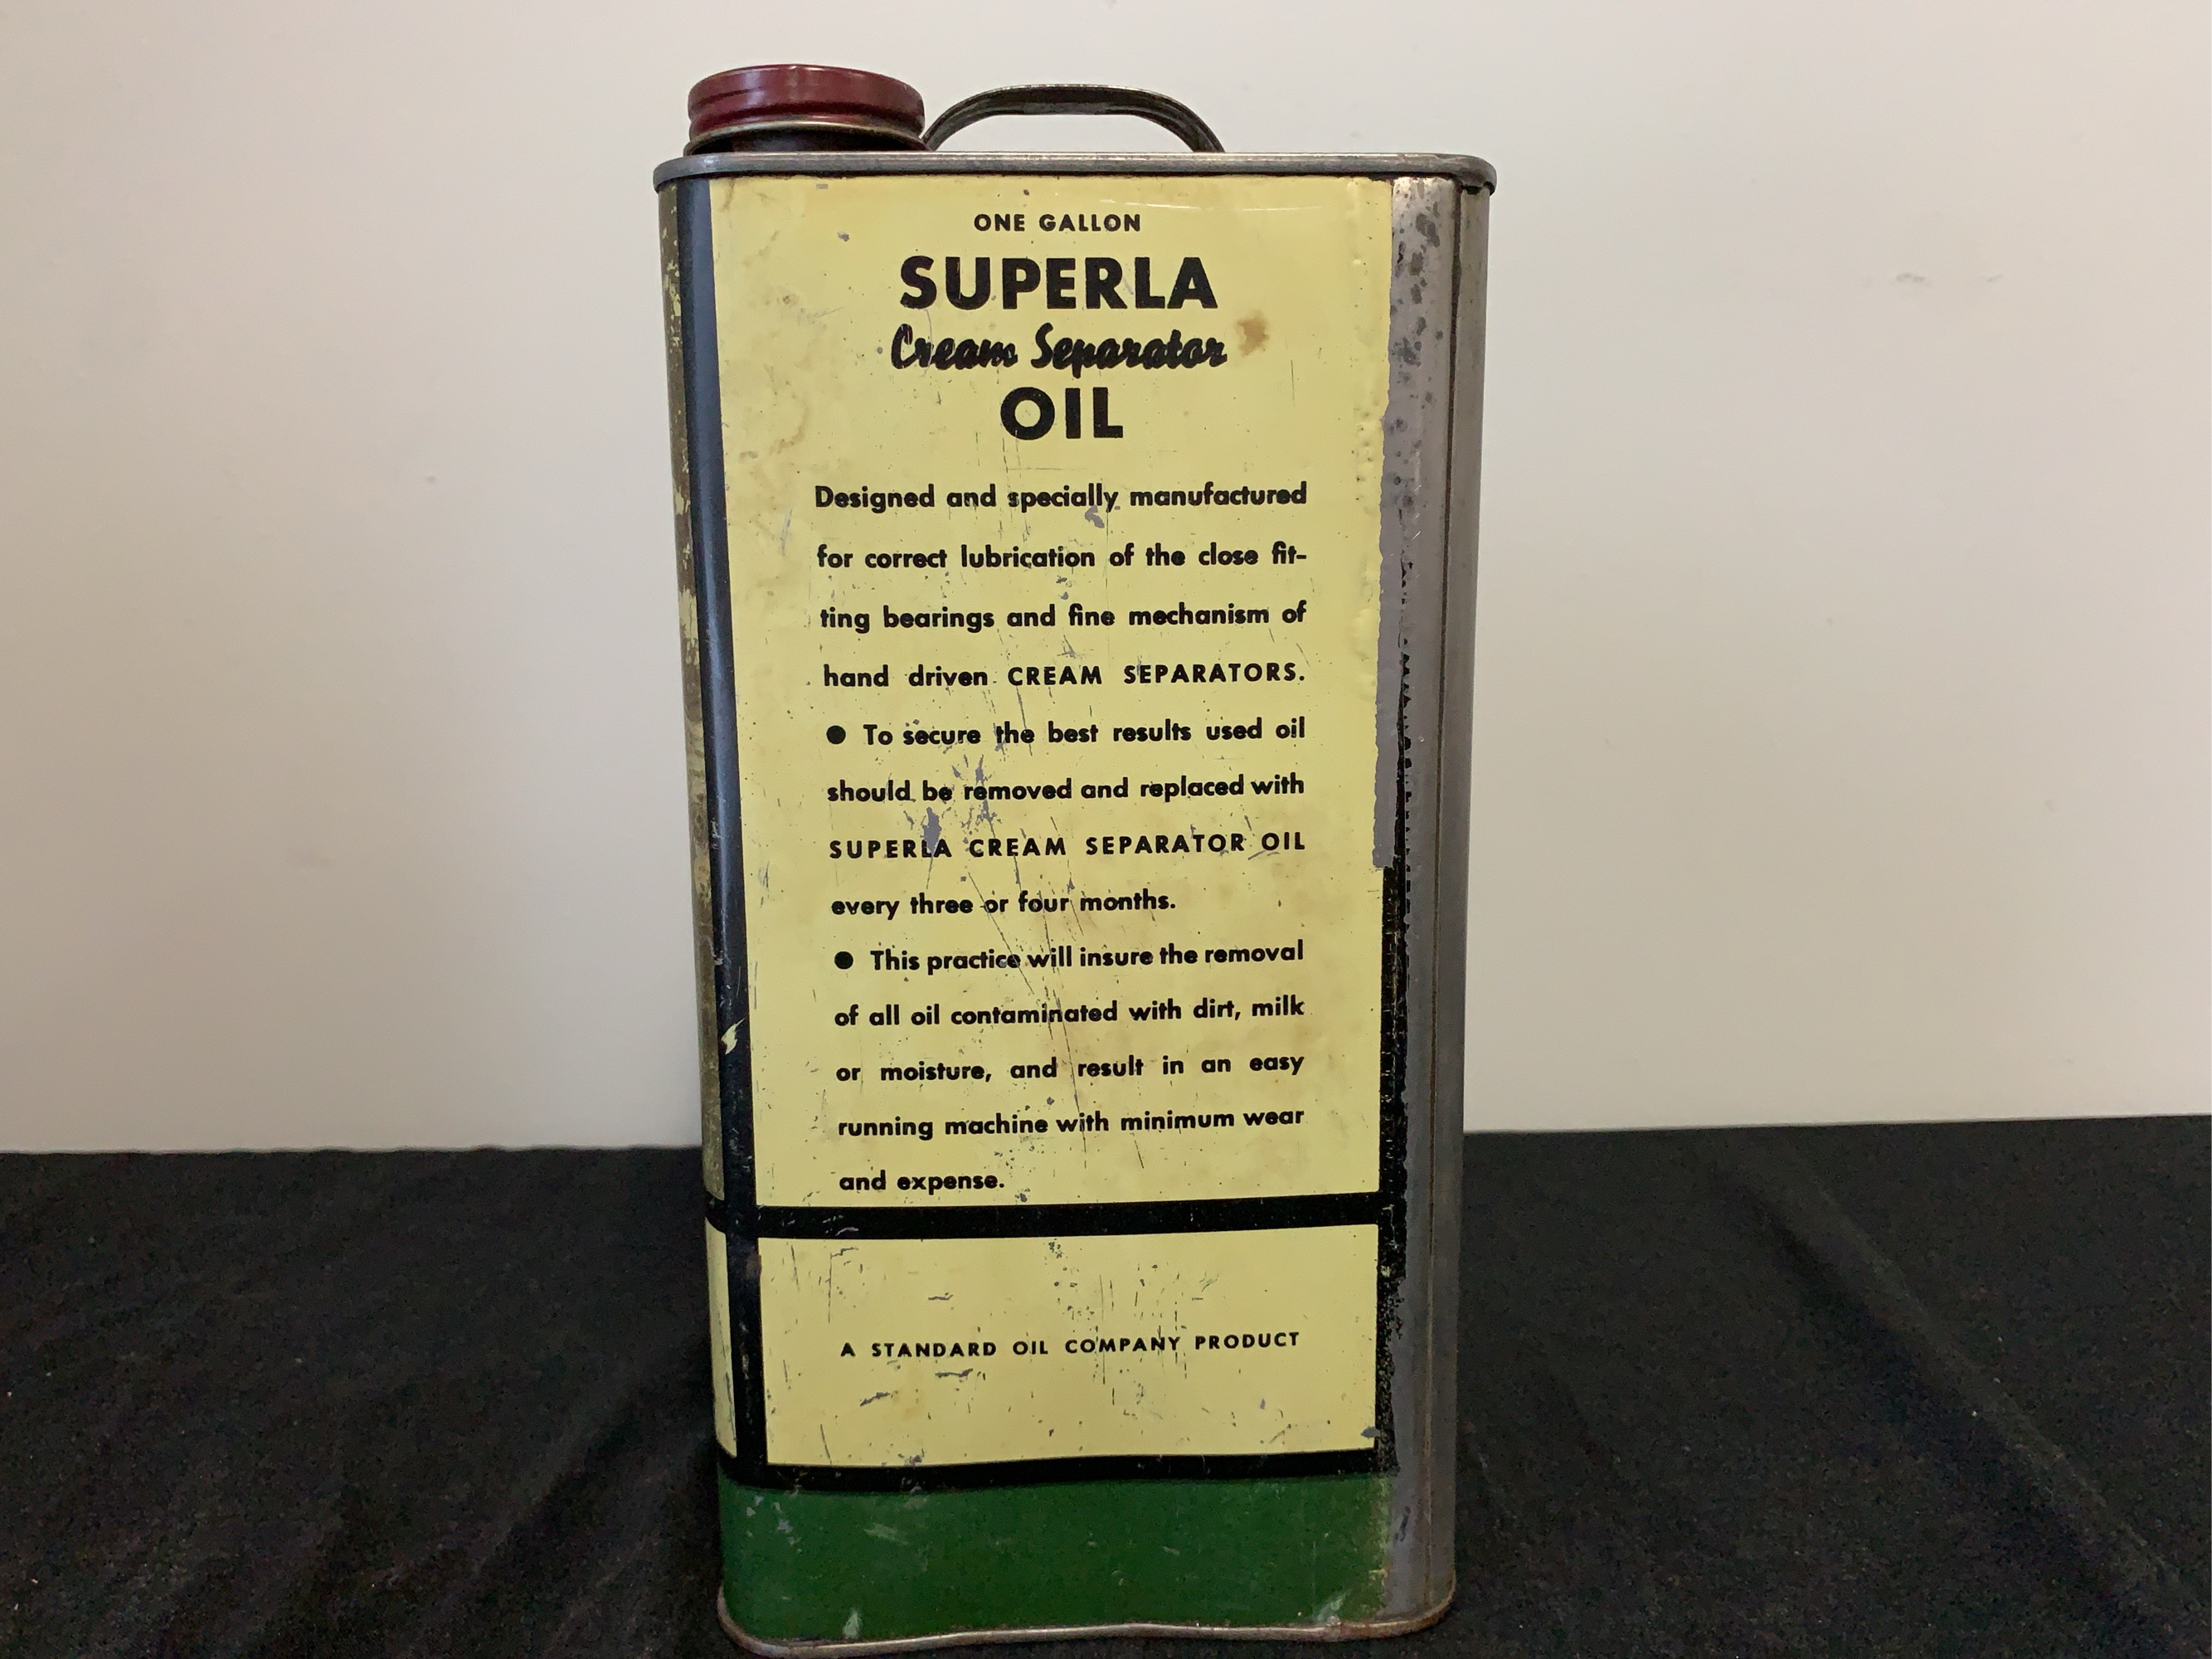 ONE GALLON
SUPERLA
Cream Separator
OIL
Designed and specially manufactured
for correct lubrication of the close fit-
ting bearings and fine mechanism of
hand driven CREAM SEPARATORS.
● To secure the best results used oil
should be removed and replaced with
SUPERLA CREAM SEPARATOR OIL
every three or four months.
● This practice will insure the removal
of all oil contaminated with dirt, milk
or moisture, and result in an easy
running machine with minimum wear
and expense.
A STANDARD OIL COMPANY PRODUCT